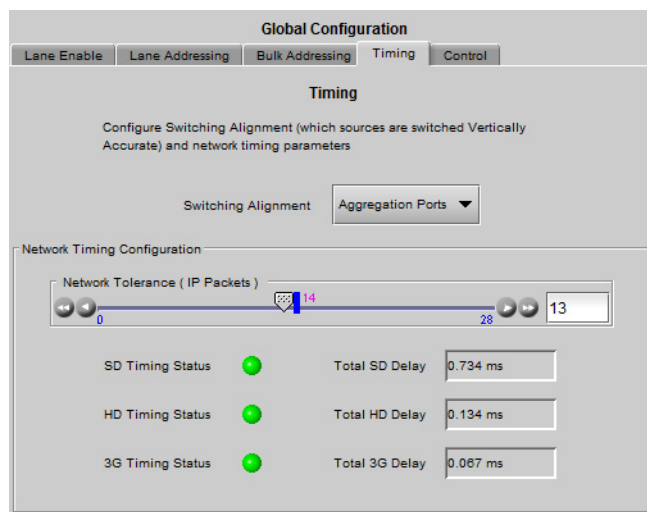 Global Configuration
Lane Enable Lane Addressing Bulk Addressing Timing Control
Timing
Configure Switching Alignment (which sources are switched Vertically
Accurate) and network timing parameters
Switching Alignment Aggregation Ports
Network Timing Configuration
Network Tolerance ( IP Packets )
14
0 28 13
SD Timing Status Total SD Delay 0.734 ms
HD Timing Status Total HD Delay 0.134 ms
3G Timing Status Total 3G Delay 0.067 ms